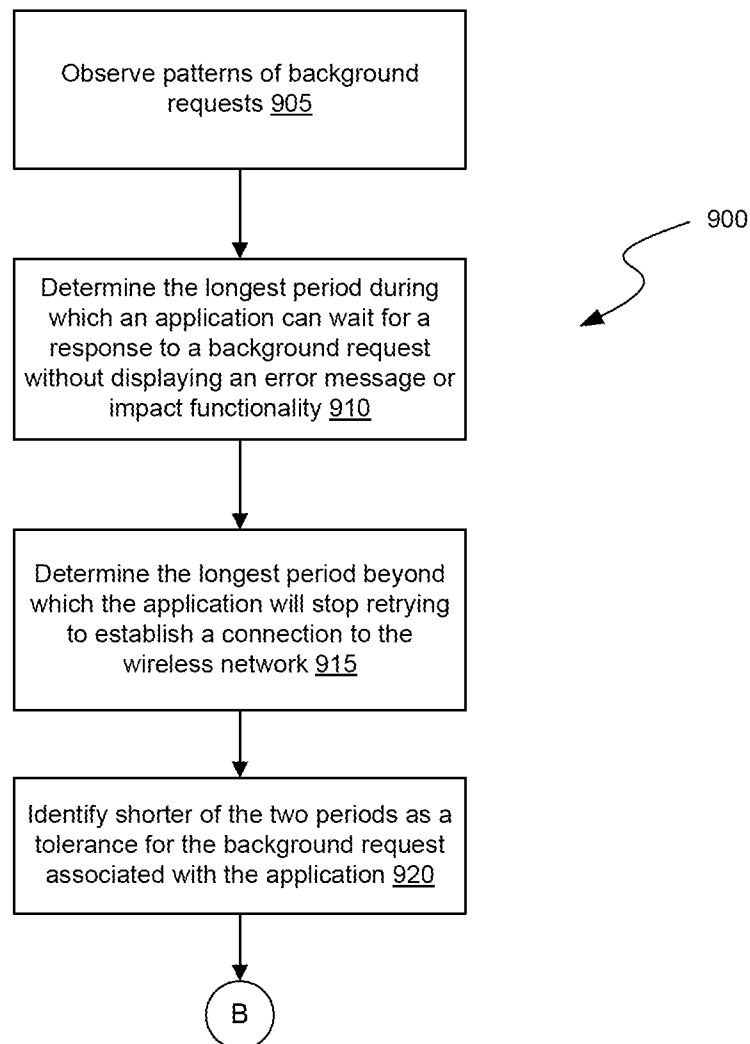 Observe patterns of background
requests 905
900
Determine the longest period during
which an application can wait for a
response to a background request
without displaying an error message or
impact functionality 910
Determine the longest period beyond
which the application will stop retrying
to establish a connection to the
wireless network 915
Identify shorter of the two periods as a
tolerance for the background request
associated with the application 920
B